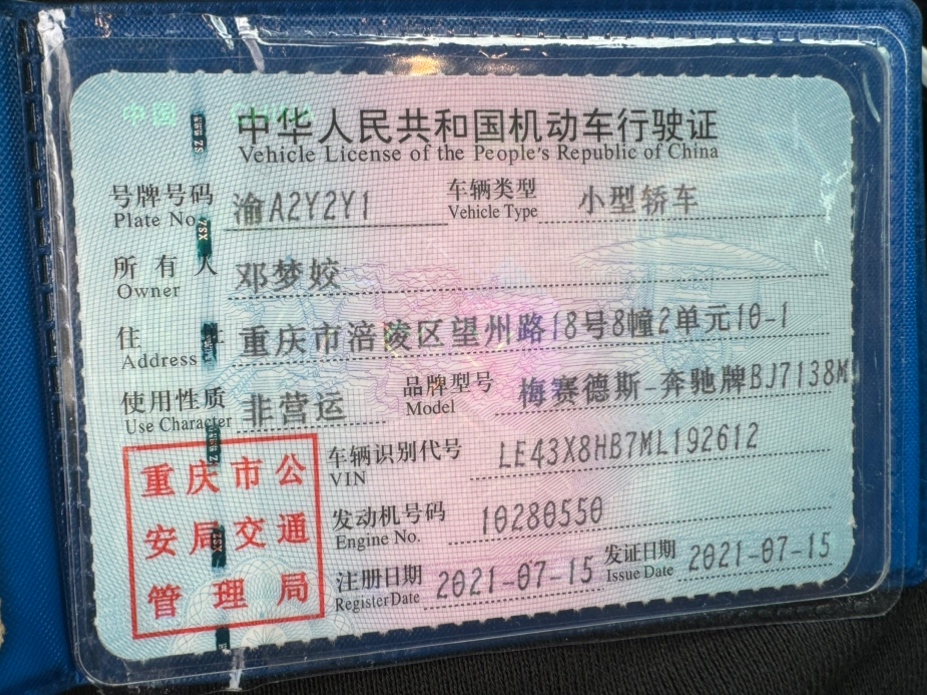 中国 CHINA
中华人民共和国机动车行驶证
Vehicle License of the People's Republic of China
号牌号码 渝A2Y2Y1 车辆类型 小型轿车
Plate No. Vehicle Type
所有人 邓梦姣
Owner
住 重庆市涪陵区望州路18号8幢2单元10-1
Address
使用性质 非营运 品牌型号 梅赛德斯-奔驰牌BJ7138M
Use Character Model
重庆市公
安局交通
管理局
车辆识别代号 LE43X8HB7ML192612
VIN
发动机号码 10280550
Engine No.
注册日期 2021-07-15 发证日期 2021-07-15
Register Date Issue Date